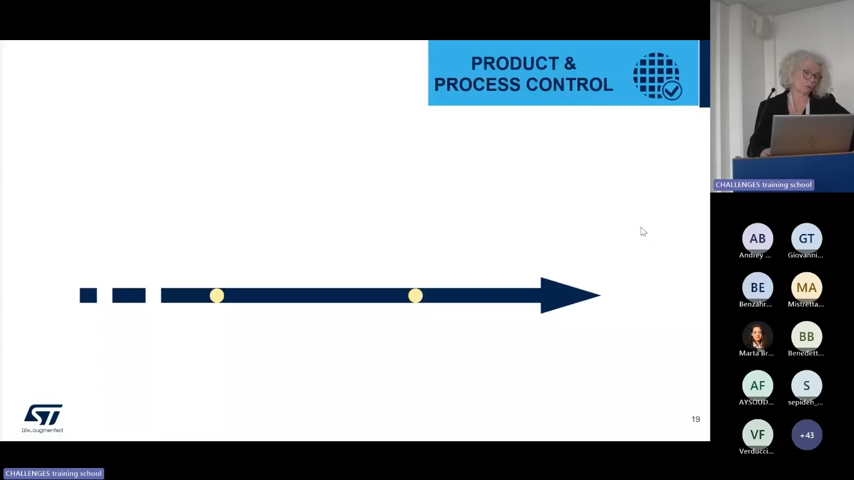 PRODUCT &
PROCESS CONTROL
19
ST
life.augmented
CHALLENGES training school
CHALLENGES training school
AB
Andrey ...
GT
Giovanni...
BE
Benzahr...
MA
Mistretta...
Marta Br...
BB
Benedett...
AF
AYSOUD...
S
sepideh_...
VF
Verducci...
+43